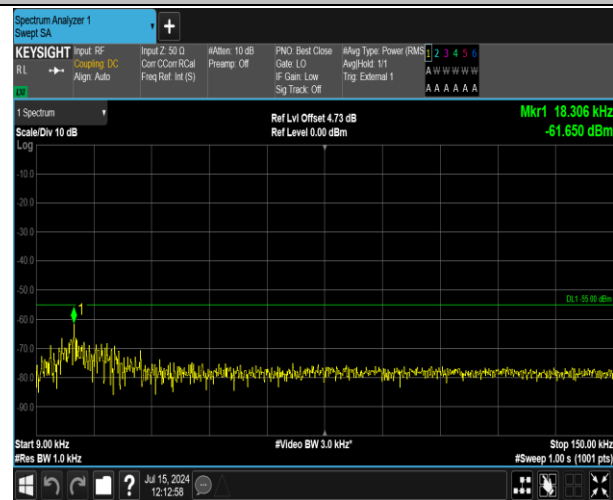 Spectrum Analyzer 1
Swept SA
+
KEYSIGHT
RL
Input: RF
Coupling: DC
Align: Auto
Input Z: 50 Ω
Corr CCorr RCal
Freq Ref: Int (S)
#Atten: 10 dB
Preamp: Off
PNO: Best Close
Gate: LO
IF Gain: Low
Sig Track: Off
#Avg Type: Power (RMS
Avg|Hold: 1/1
Trig: External 1
1 2 3 4 5 6
A W W W W W
A A A A A A
1 Spectrum
Scale/Div 10 dB
Log
Ref Lvl Offset 4.73 dB
Ref Level 0.00 dBm
Mkr1 18.306 kHz
-61.650 dBm
-10.0
-20.0
-30.0
-40.0
-50.0
DL1 -55.00 dBm
1
-60.0
-70.0
-80.0
-90.0
Start 9.00 kHz
#Res BW 1.0 kHz
#Video BW 3.0 kHz*
Stop 150.00 kHz
#Sweep 1.00 s (1001 pts)
?
Jul 15, 2024
12:12:58